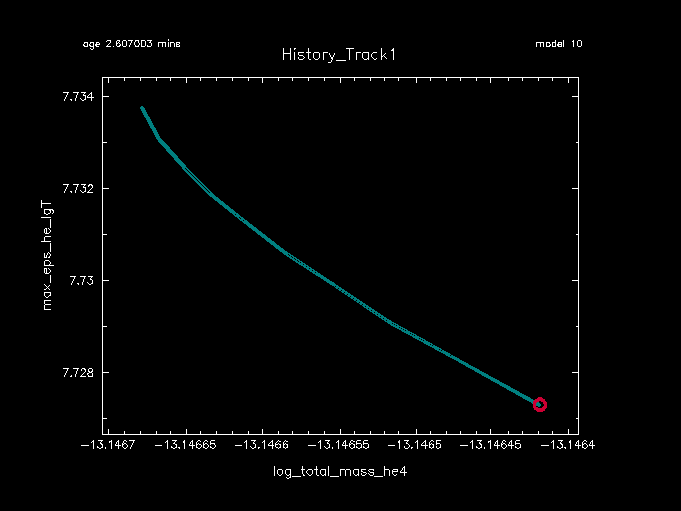 age 2.607003 mins
model 10
History_Track1
7.734
7.732
7.73
7.728
max_eps_he_lgT
-13.1467
-13.14665
-13.1466
-13.14655
-13.1465
-13.14645
-13.1464
log_total_mass_he4